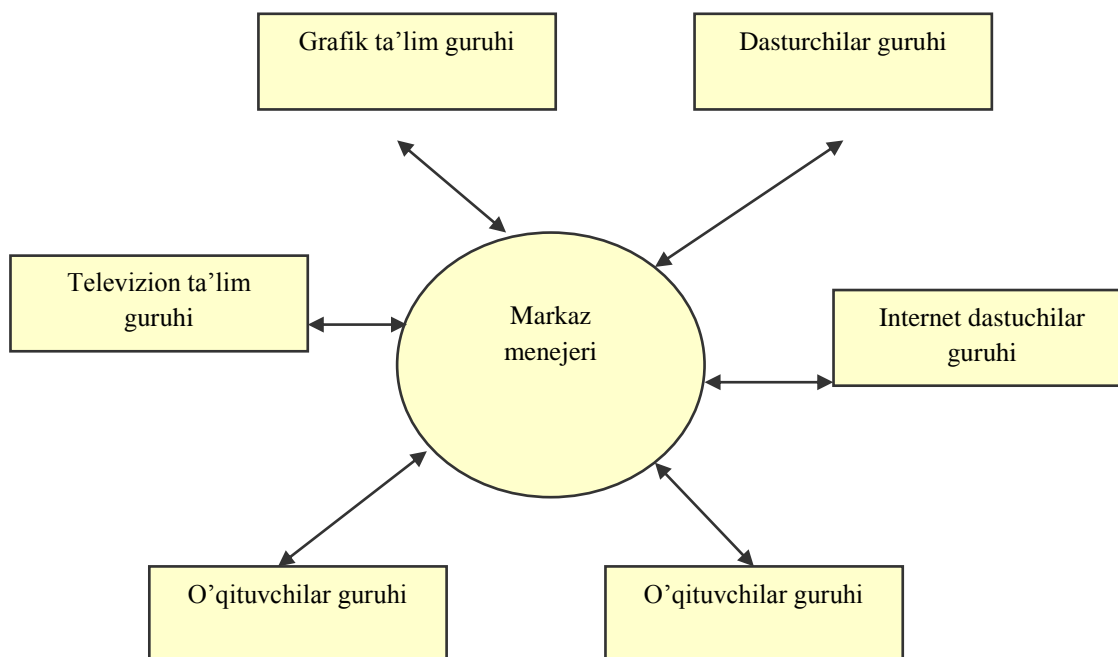 Grafik ta’lim guruhi
Dasturchilar guruhi
Televizion ta’lim
guruhi
Markaz
menejeri
Internet dastuchilar
guruhi
O’qituvchilar guruhi
O’qituvchilar guruhi